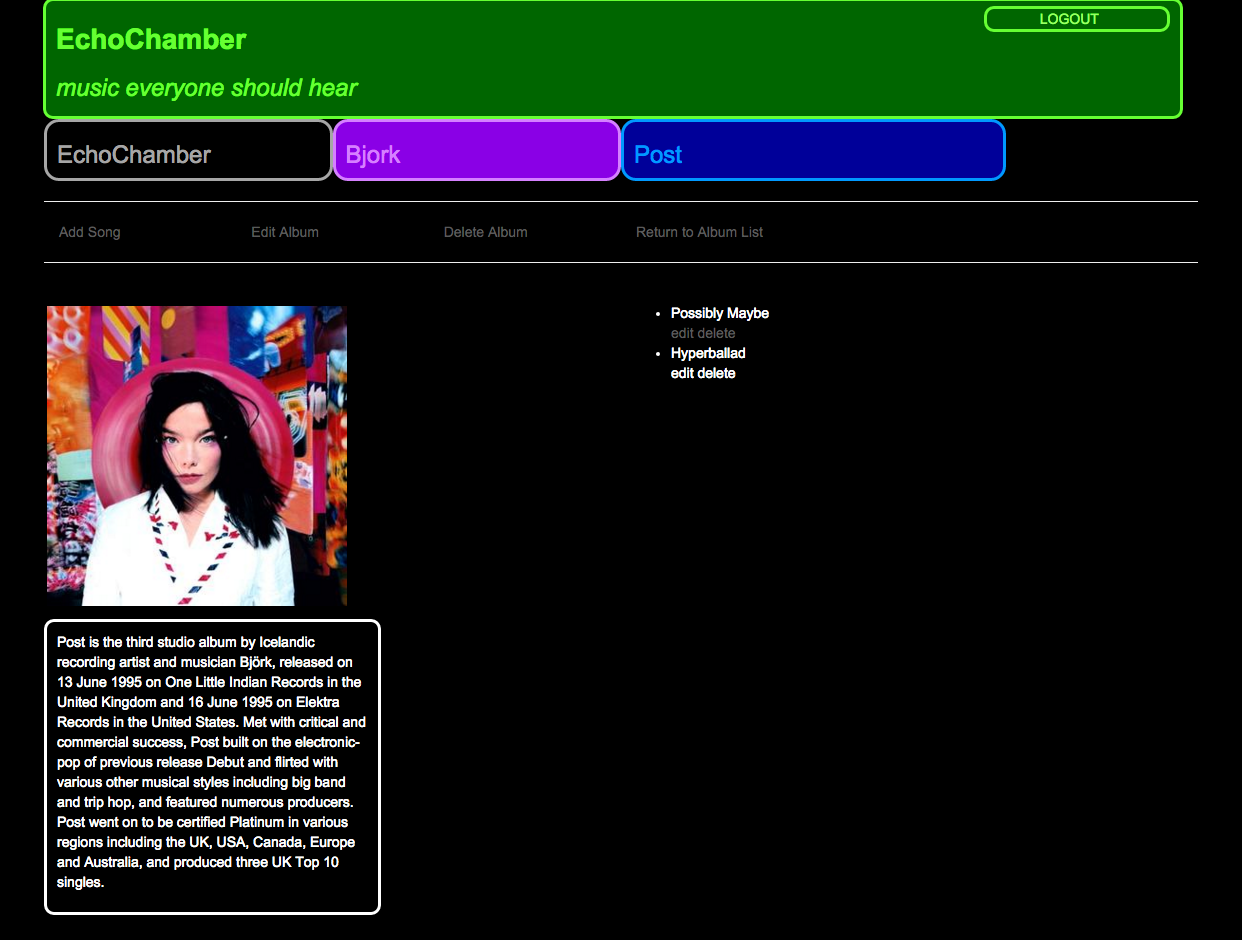 EchoChamber
LOGOUT
music everyone should hear
EchoChamber
Bjork
Post
Add Song
Edit Album
Delete Album
Return to Album List
Possibly Maybe
edit delete
Hyperballad
edit delete
Post is the third studio album by Icelandic
recording artist and musician Björk, released on
13 June 1995 on One Little Indian Records in the
United Kingdom and 16 June 1995 on Elektra
Records in the United States. Met with critical and
commercial success, Post built on the electronic-
pop of previous release Debut and flirted with
various other musical styles including big band
and trip hop, and featured numerous producers.
Post went on to be certified Platinum in various
regions including the UK, USA, Canada, Europe
and Australia, and produced three UK Top 10
singles.